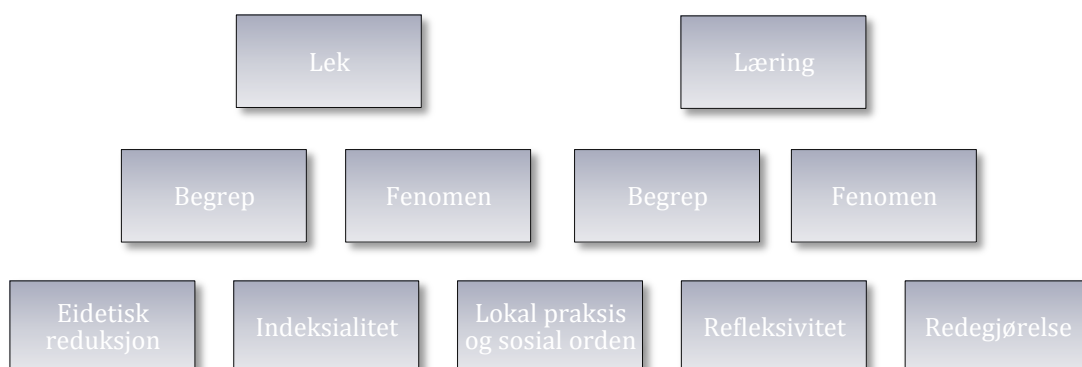 Lek
Læring
Begrep
Fenomen
Begrep
Fenomen
Eidetisk
reduksjon
Indeksialitet
Lokal praksis
og sosial orden
Refleksivitet
Redegjørelse